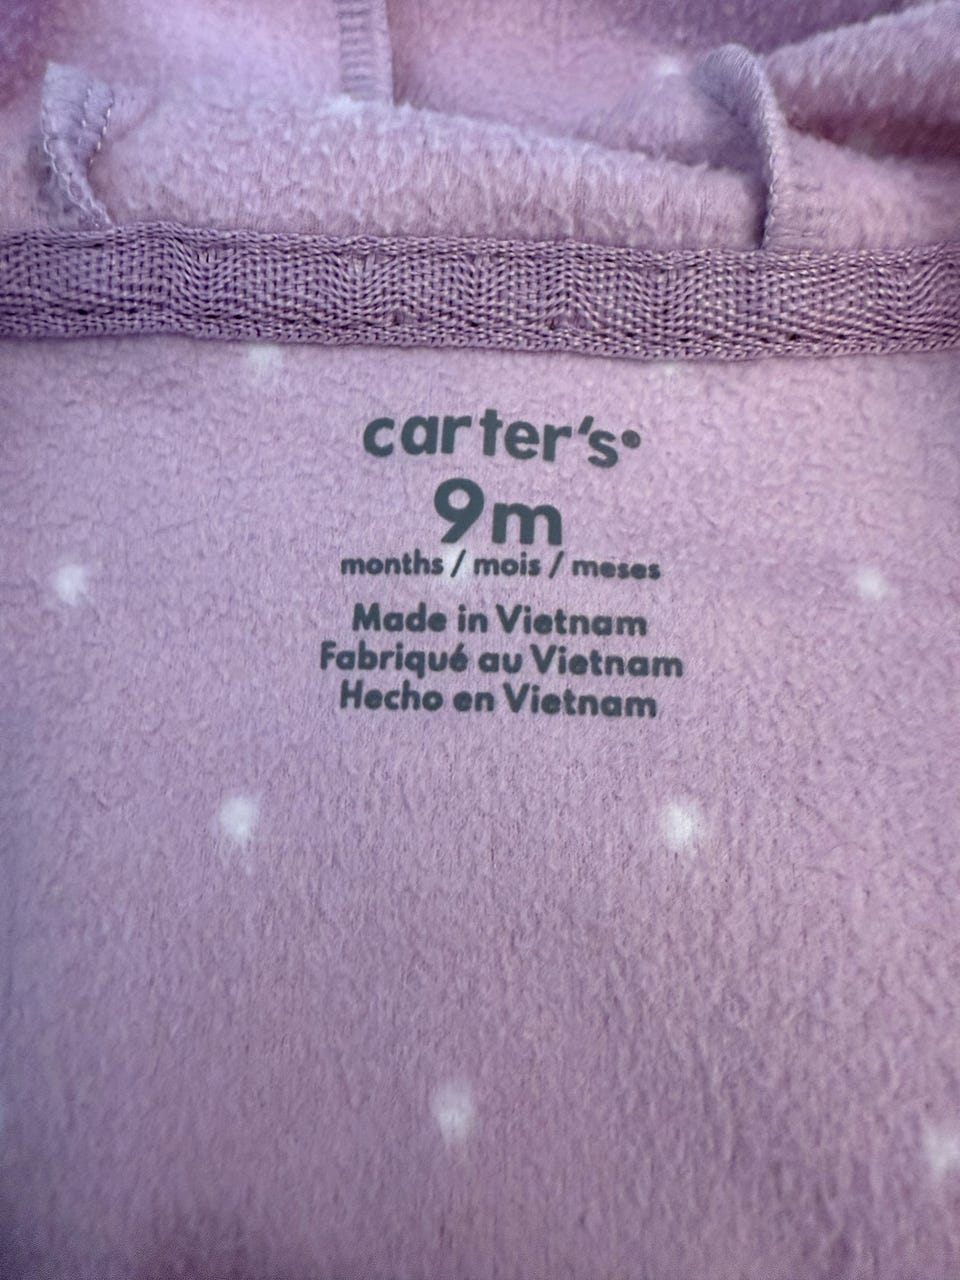 carter's®
9m
months / mois / meses
Made in Vietnam
Fabriqué au Vietnam
Hecho en Vietnam